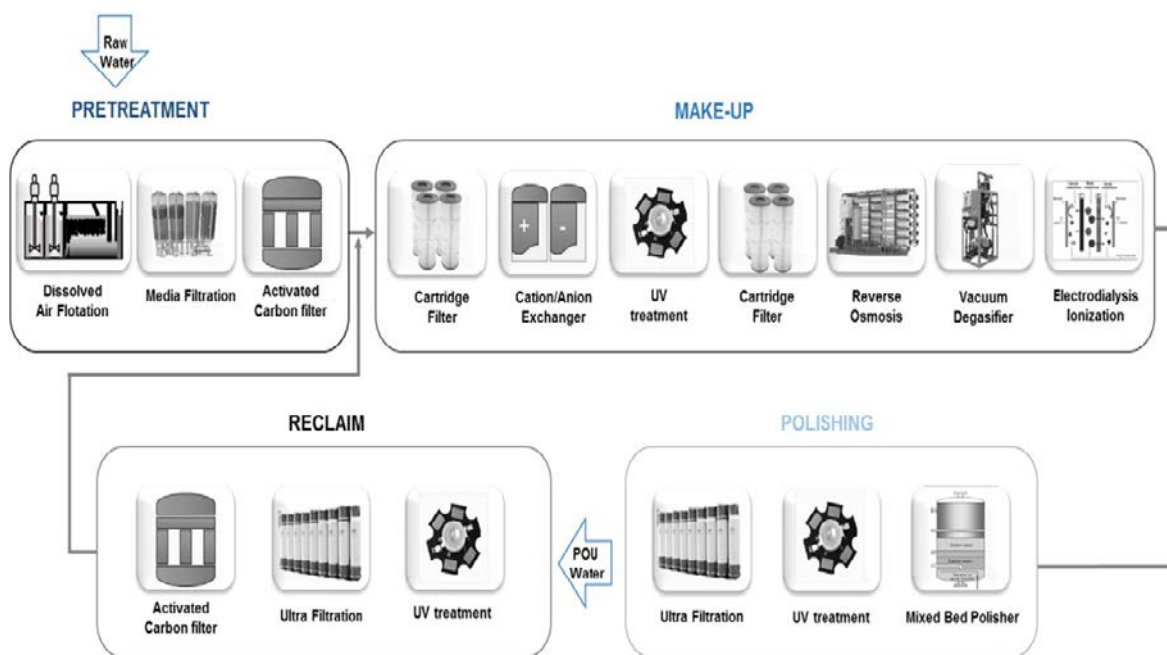 Raw
Water
PRETREATMENT
MAKE-UP
Dissolved
Air Flotation
Media Filtration
Activated
Carbon filter
Cartridge
Filter
+
-
Cation/Anion
Exchanger
UV
treatment
Cartridge
Filter
Reverse
Osmosis
Vacuum
Degasifier
Electrodialysis
Ionization
RECLAIM
POLISHING
Activated
Carbon filter
Ultra Filtration
UV treatment
POU
Water
Ultra Filtration
UV treatment
Mixed Bed Polisher